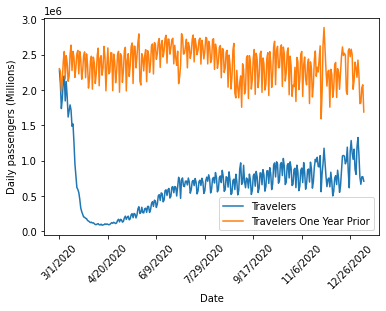 1e6
3.0
2.5
2.0
1.5
1.0
0.5
0.0
Daily passengers (Millions)
Travelers
Travelers One Year Prior
3/1/2020
4/20/2020
6/9/2020
7/29/2020
9/17/2020
11/6/2020
12/26/2020
Date